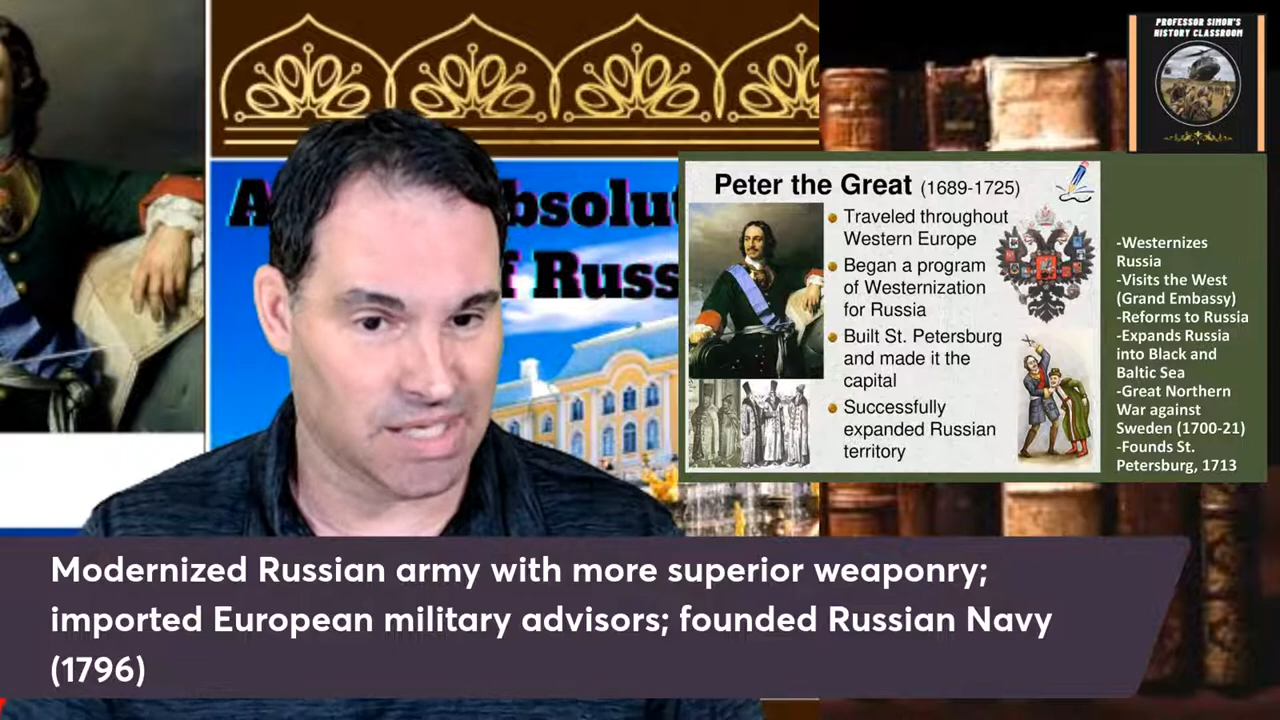 PROFESSOR SIMON'S
HISTORY CLASSROOM
Peter the Great (1689-1725)
Traveled throughout
Western Europe
Began a program
of Westernization
for Russia
Built St. Petersburg
and made it the
capital
Successfully
expanded Russian
territory
-Westernizes
Russia
-Visits the West
(Grand Embassy)
-Reforms to Russia
-Expands Russia
into Black and
Baltic Sea
-Great Northern
War against
Sweden (1700-21)
-Founds St.
Petersburg, 1713
Modernized Russian army with more superior weaponry;
imported European military advisors; founded Russian Navy
(1796)